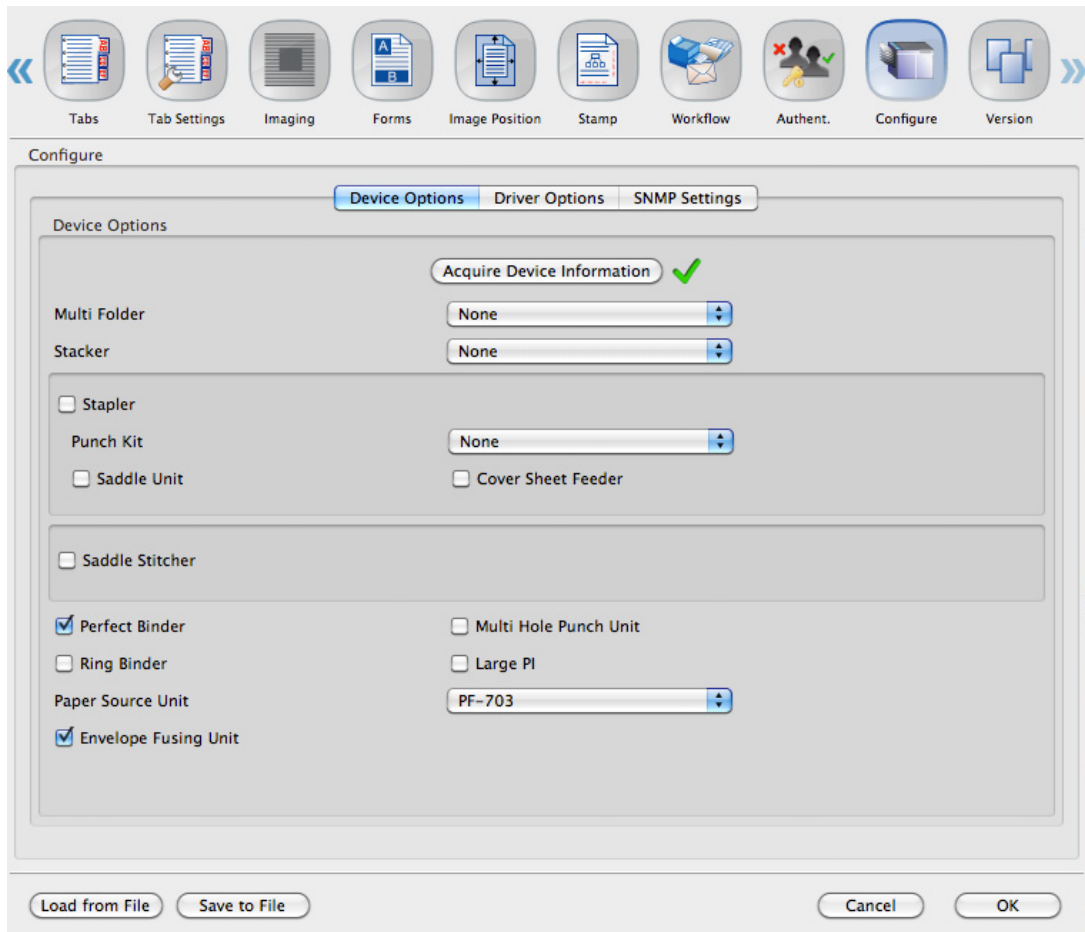 Tabs Tab Settings Imaging Forms Image Position Stamp Workflow Authent. Configure Version
Configure
Device Options Driver Options SNMP Settings
Device Options
Acquire Device Information
Multi Folder None
Stacker None
Stapler
Punch Kit None
Saddle Unit Cover Sheet Feeder
Saddle Stitcher
Perfect Binder Multi Hole Punch Unit
Ring Binder Large PI
Paper Source Unit PF-703
Envelope Fusing Unit
Load from File Save to File Cancel OK